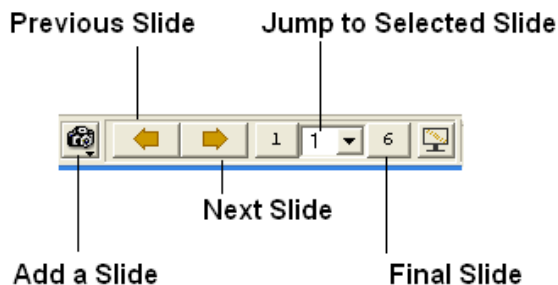 Previous Slide
Jump to Selected Slide
1
1
6
Next Slide
Add a Slide
Final Slide